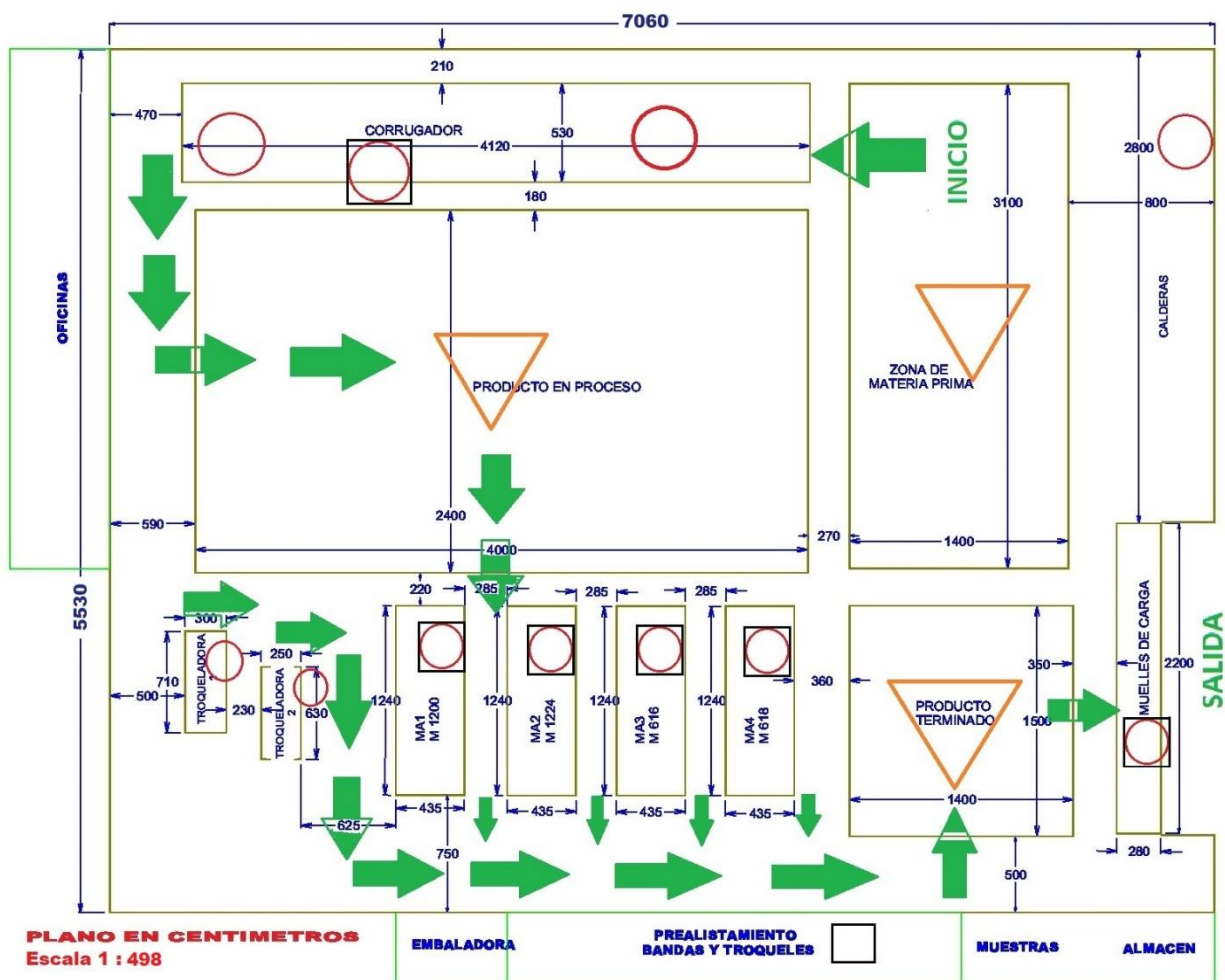 7060
210
470
CORRUGADOR
530
4120
INICIO
2800
180
3100
800
OFICINAS
CALDERAS
PRODUCTO EN PROCESO
ZONA DE
MATERIA PRIMA
2400
590
4000
270
1400
5530
220
285
285
285
300
250
710
TROQUELADORA
1
500
230
TROQUELADORA
2
630
1240
MA1
M 1200
1240
MA2
M 1224
1240
MA3
M 616
1240
MA4
M 618
360
350
PRODUCTO
TERMINADO
1500
MUELLES DE CARGA
2200
SALIDA
1400
435
435
435
435
625
750
500
280
PLANO EN CENTIMETROS
Escala 1 : 498
EMBALADORA
PREALISTAMIENTO
BANDAS Y TROQUELES
MUESTRAS
ALMACEN